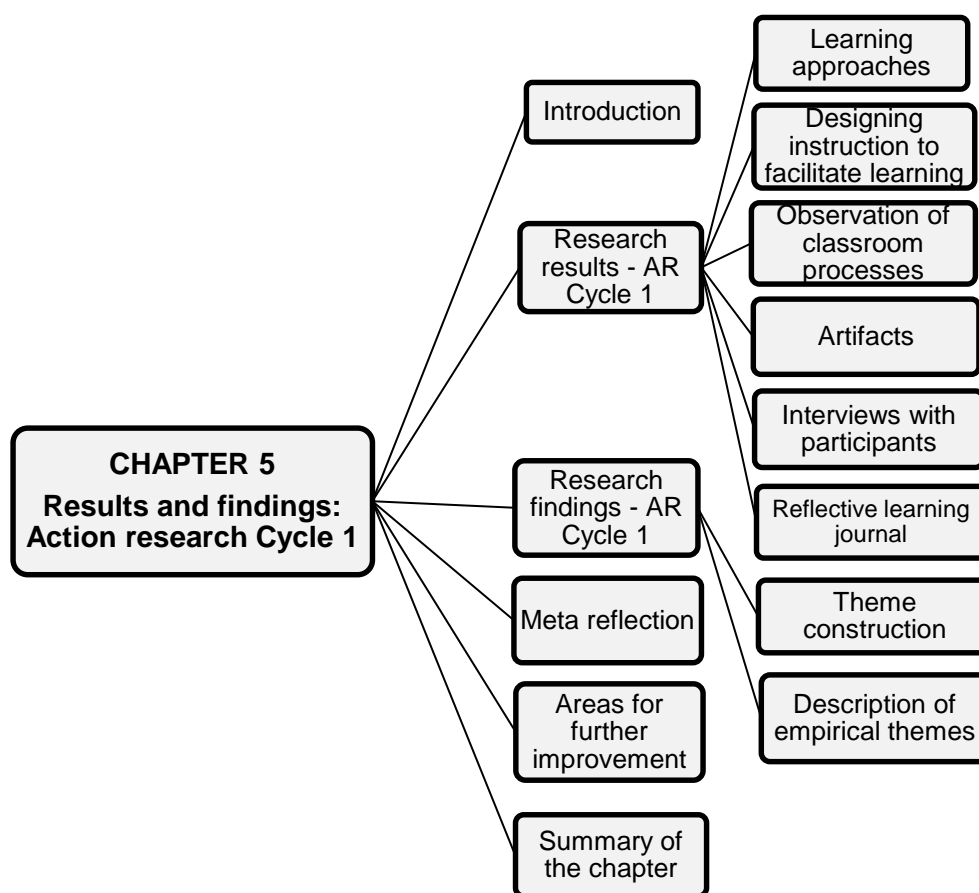 CHAPTER 5
Results and findings:
Action research Cycle 1
Introduction
Research
results - AR
Cycle 1
Learning
approaches
Designing
instruction to
facilitate learning
Observation of
classroom
processes
Artifacts
Interviews with
participants
Reflective learning
journal
Research
findings - AR
Cycle 1
Theme
construction
Description of
empirical themes
Meta reflection
Areas for
further
improvement
Summary of
the chapter